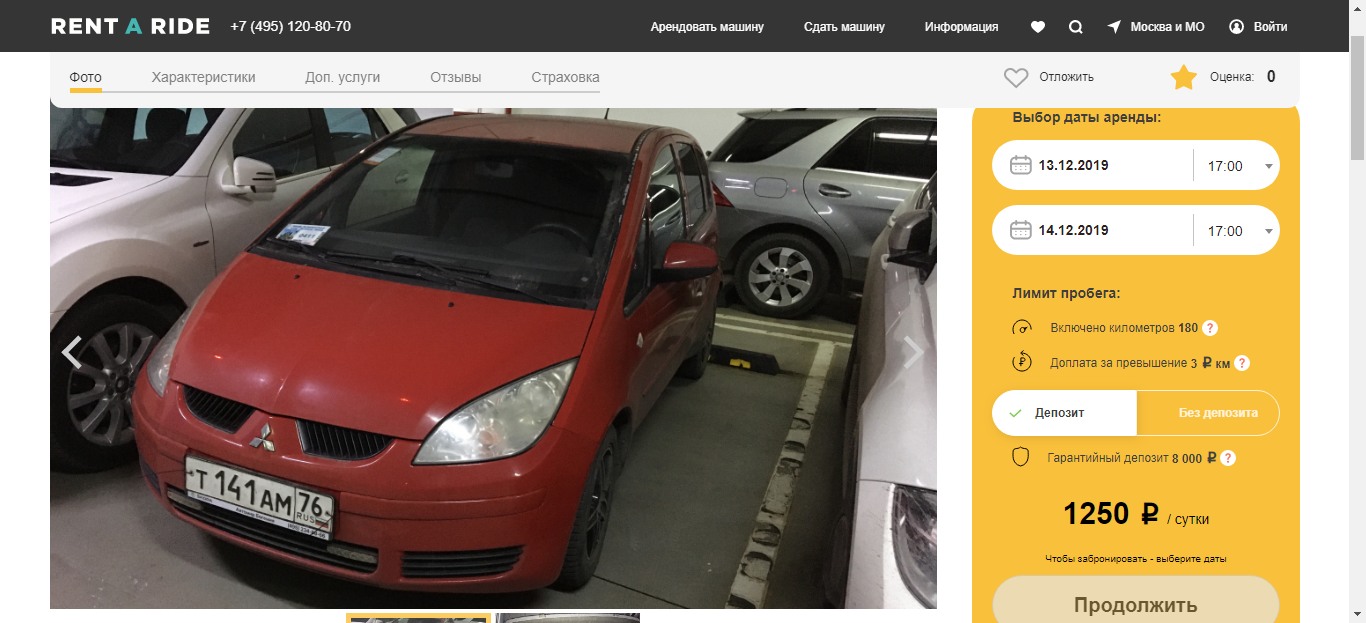 RENT A RIDE +7 (495) 120-80-70 Арендовать машину Сдать машину Информация Москва и МО Войти
Фото Характеристики Доп. услуги Отзывы Страховка Отложить Оценка: 0
Т 141 АМ 76
RUS
Выбор даты аренды:
13.12.2019 17:00
14.12.2019 17:00
Лимит пробега:
Включено километров 180 ?
Доплата за превышение 3 ₽ км ?
Депозит Без депозита
Гарантийный депозит 8 000 ₽ ?
1250 ₽ / сутки
Чтобы забронировать - выберите даты
Продолжить